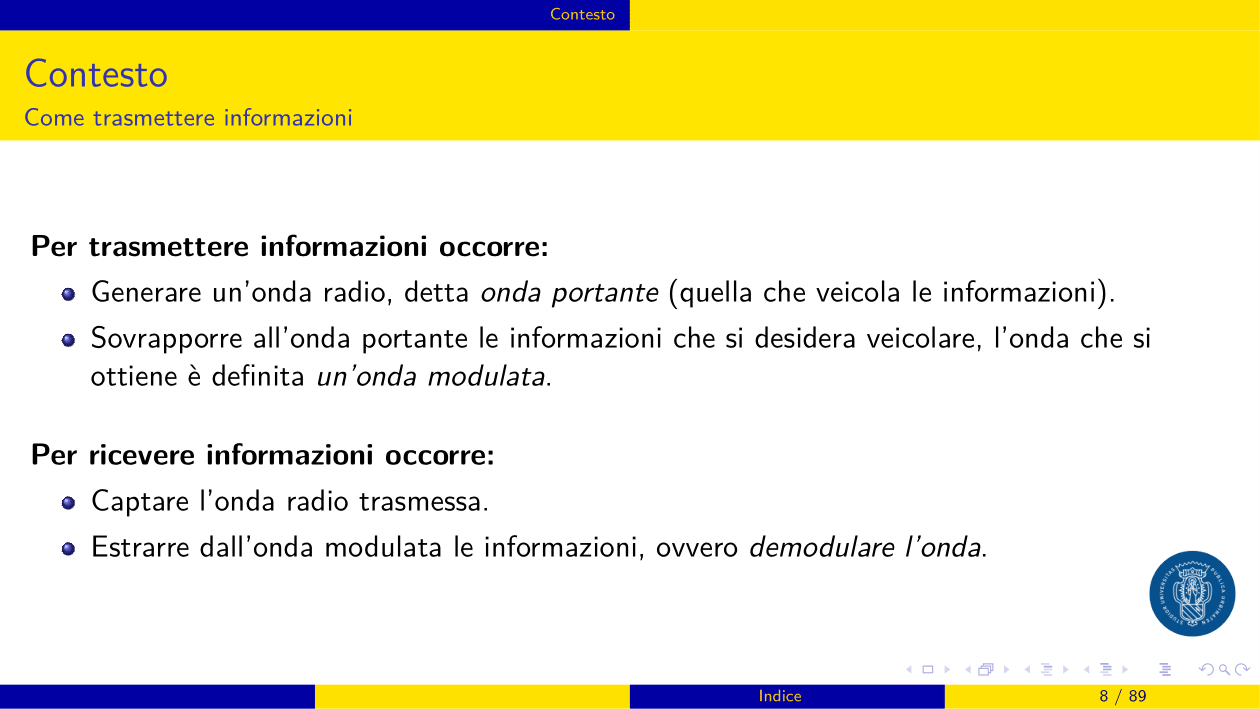 Contesto
Contesto
Come trasmettere informazioni
Per trasmettere informazioni occorre:
Generare un'onda radio, detta onda portante (quella che veicola le informazioni).
Sovrapporre all'onda portante le informazioni che si desidera veicolare, l'onda che si
ottiene è definita un'onda modulata.
Per ricevere informazioni occorre:
Captare l'onda radio trasmessa.
Estrarre dall'onda modulata le informazioni, ovvero demodulare l'onda.
Indice
8 / 89